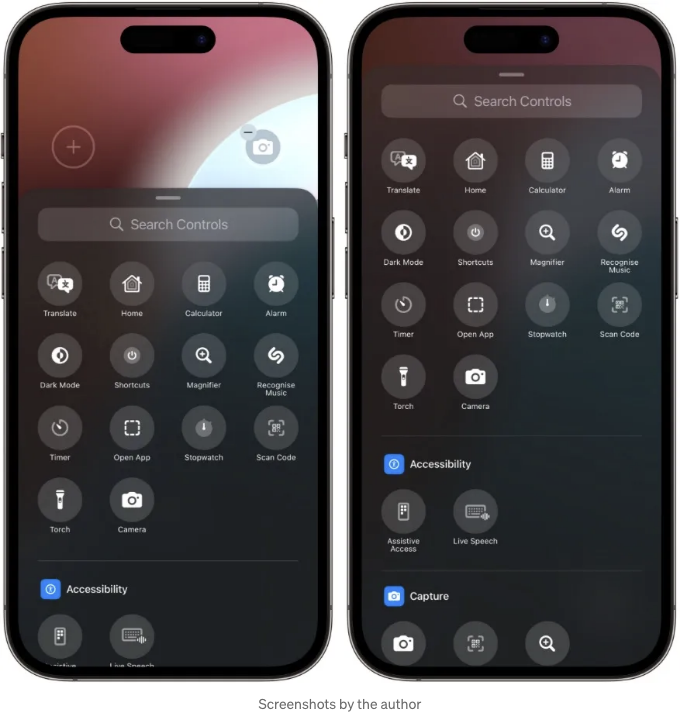 Search Controls
Translate
Home
Calculator
Alarm
Dark Mode
Shortcuts
Magnifier
Recognise
Music
Timer
Open App
Stopwatch
Scan Code
Torch
Camera
Accessibility
Live Speech
Search Controls
Translate
Home
Calculator
Alarm
Dark Mode
Shortcuts
Magnifier
Recognise
Music
Timer
Open App
Stopwatch
Scan Code
Torch
Camera
Accessibility
Assistive
Access
Live Speech
Capture
Screenshots by the author